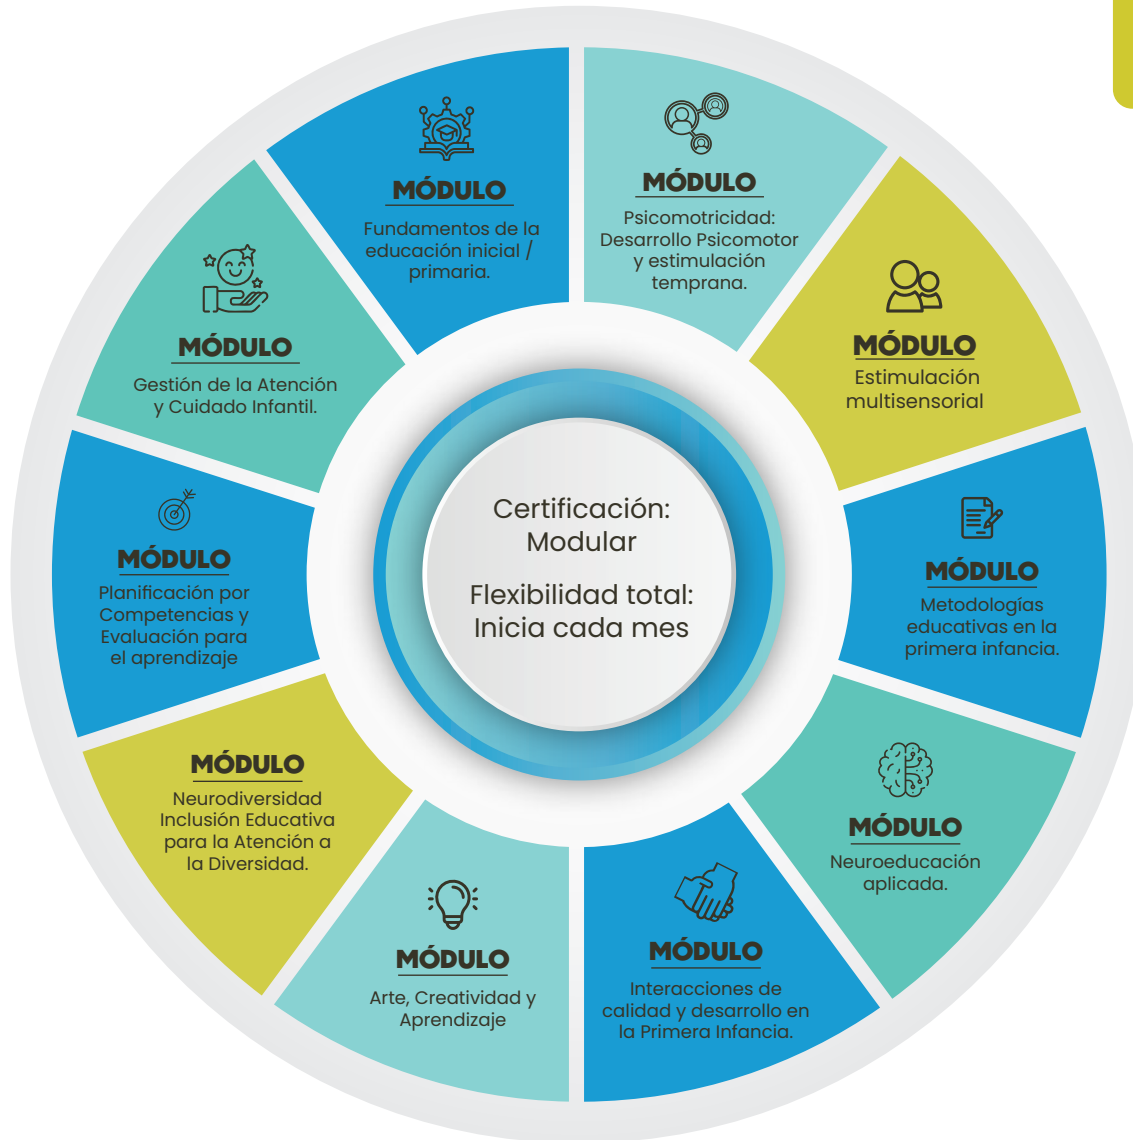 MÓDULO
Fundamentos de la
educación inicial /
primaria.
MÓDULO
Psicomotricidad:
Desarrollo Psicomotor
y estimulación
temprana.
MÓDULO
Estimulación
multisensorial
MÓDULO
Metodologías
educativas en la
primera infancia.
MÓDULO
Neuroeducación
aplicada.
MÓDULO
Interacciones de
calidad y desarrollo en
la Primera Infancia.
MÓDULO
Arte, Creatividad y
Aprendizaje
MÓDULO
Neurodiversidad
Inclusión Educativa
para la Atención a
la Diversidad.
MÓDULO
Planificación por
Competencias y
Evaluación para
el aprendizaje
MÓDULO
Gestión de la Atención
y Cuidado Infantil.
Certificación:
Modular
Flexibilidad total:
Inicia cada mes